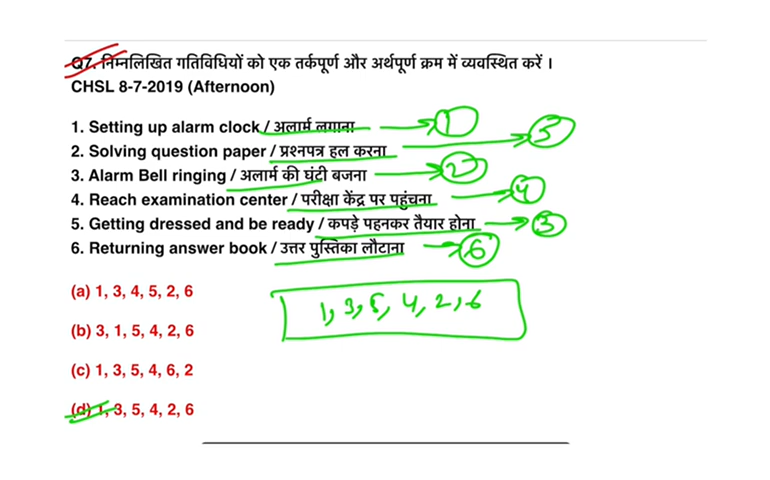 Q7. निम्नलिखित गतिविधियों को एक तर्कपूर्ण और अर्थपूर्ण क्रम में व्यवस्थित करें ।
CHSL 8-7-2019 (Afternoon)
1. Setting up alarm clock / अलार्म लगाना → 1
2. Solving question paper / प्रश्नपत्र हल करना → 5
3. Alarm Bell ringing / अलार्म की घंटी बजना → 2
4. Reach examination center / परीक्षा केंद्र पर पहुंचना → 4
5. Getting dressed and be ready / कपड़े पहनकर तैयार होना → 3
6. Returning answer book / उत्तर पुस्तिका लौटाना → 6
(a) 1, 3, 4, 5, 2, 6
1, 3, 5, 4, 2, 6
(b) 3, 1, 5, 4, 2, 6
(c) 1, 3, 5, 4, 6, 2
(d) 1, 3, 5, 4, 2, 6